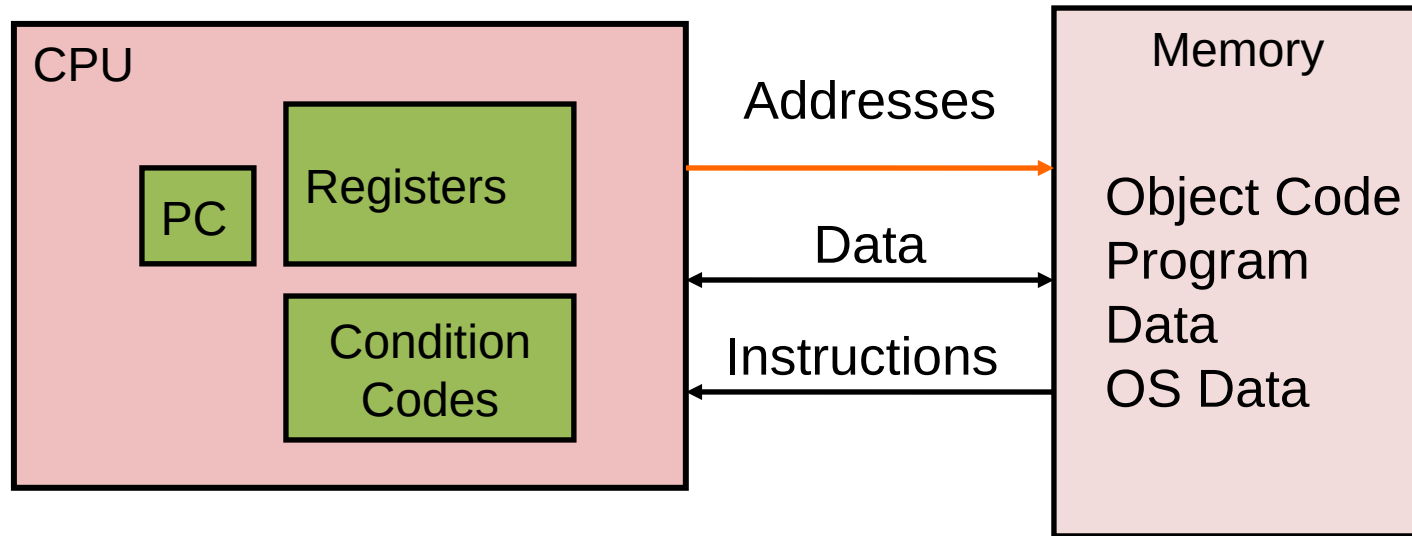 CPU
PC
Registers
Condition
Codes
Addresses
Data
Instructions
Memory
Object Code
Program
Data
OS Data